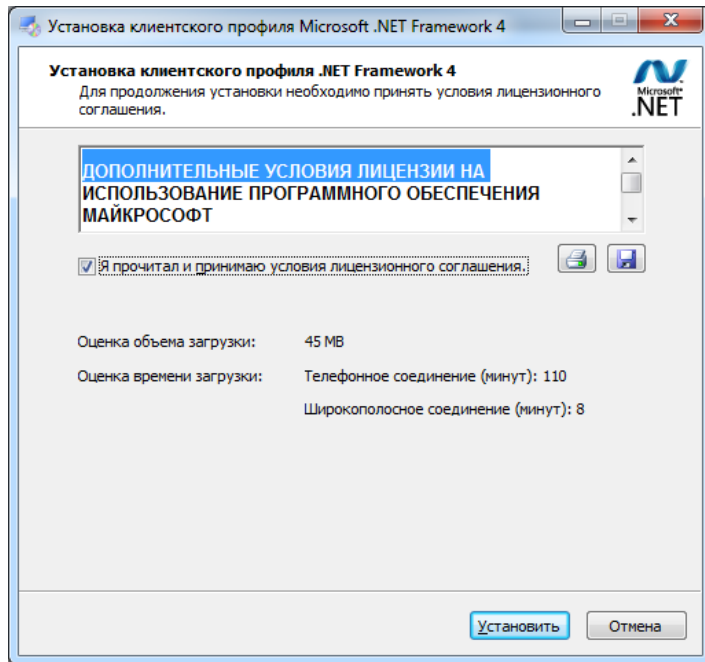 Установка клиентского профиля Microsoft .NET Framework 4
Установка клиентского профиля .NET Framework 4
Для продолжения установки необходимо принять условия лицензионного
соглашения.
Microsoft
.NET
ДОПОЛНИТЕЛЬНЫЕ УСЛОВИЯ ЛИЦЕНЗИИ НА
ИСПОЛЬЗОВАНИЕ ПРОГРАММНОГО ОБЕСПЕЧЕНИЯ
МАЙКРОСОФТ
Я прочитал и принимаю условия лицензионного соглашения.
Оценка объема загрузки: 45 MB
Оценка времени загрузки: Телефонное соединение (минут): 110
Широкополосное соединение (минут): 8
Установить Отмена